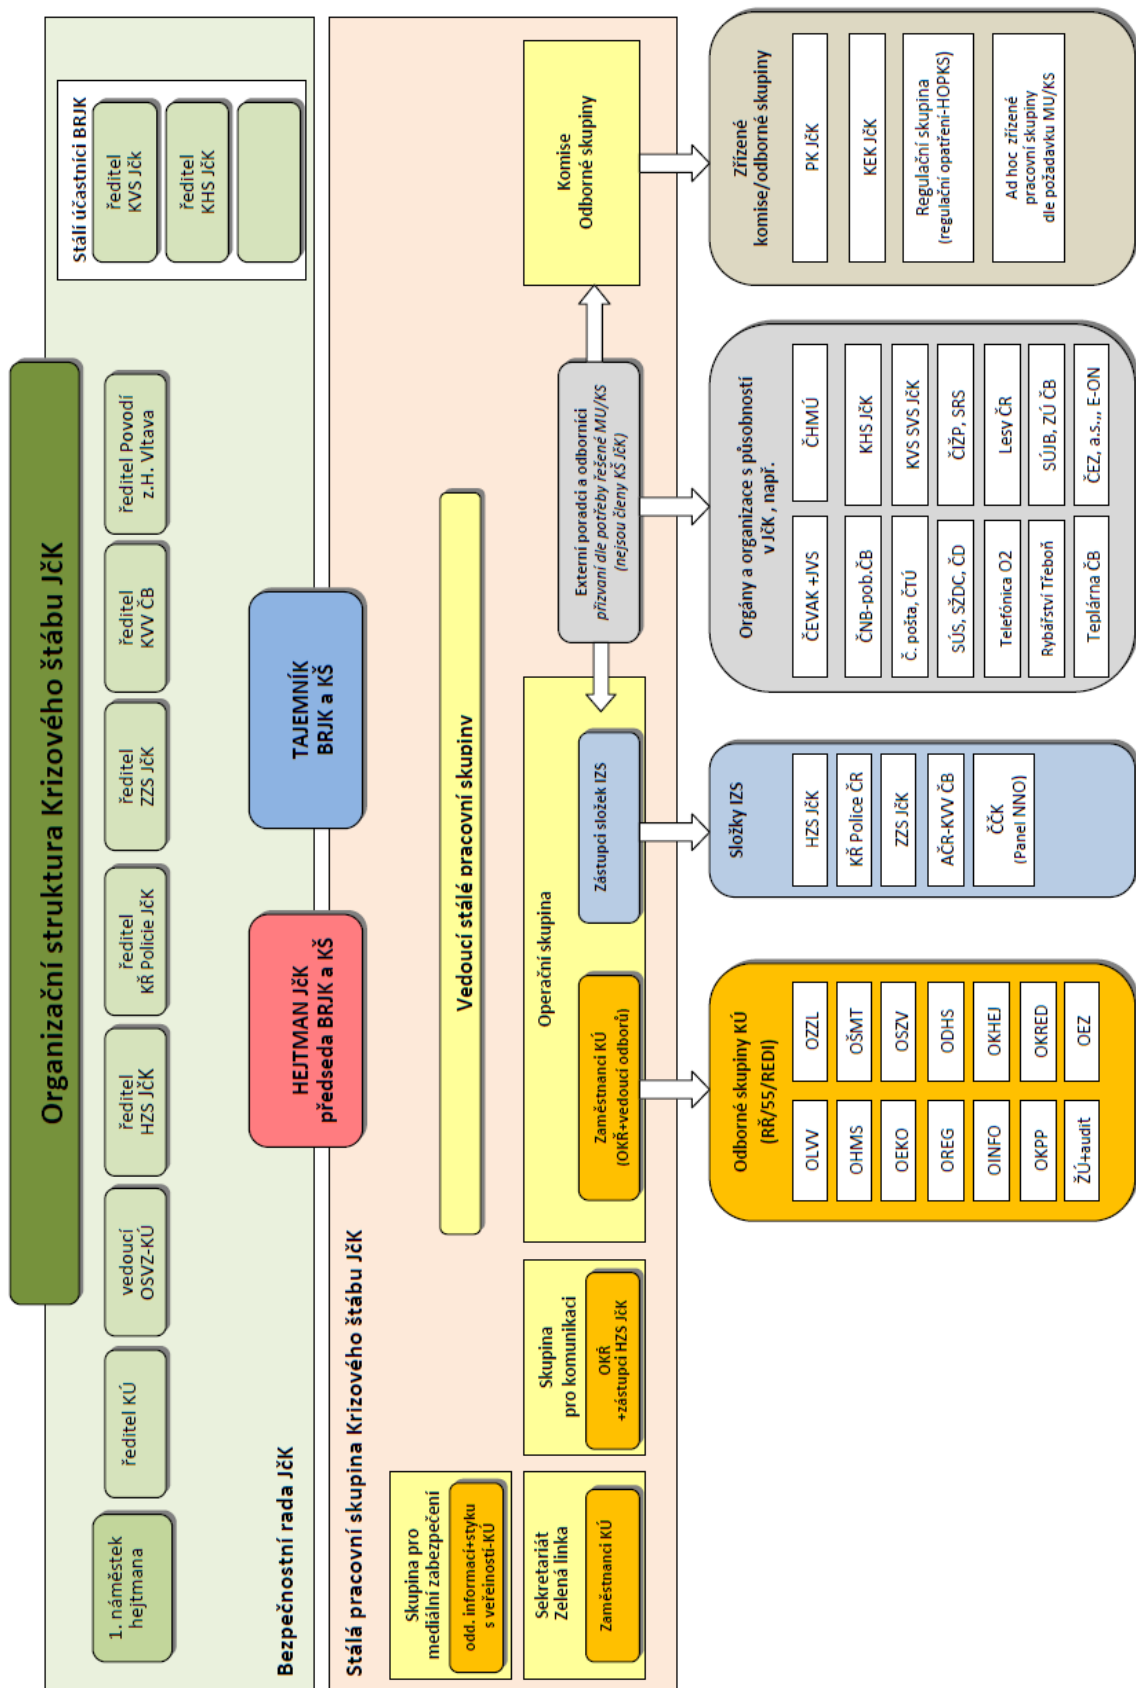 Organizační struktura Krizového štábu JčK
1. náměstek
hejtmana
ředitel KÚ
vedoucí
OSVZ-KÚ
ředitel
HZS JčK
ředitel
KŘ Policie JčK
ředitel
ZZS JčK
ředitel
KVV ČB
ředitel Povodí
z.H. Vltava
Stálí účastníci BRJK
ředitel
KVS JčK
ředitel
KHS JčK
Bezpečnostní rada JčK
HEJTMAN JčK
předseda BRJK a KŠ
TAJEMNÍK
BRJK a KŠ
Stálá pracovní skupina Krizového štábu JčK
Vedoucí stálé pracovní skupiny
Skupina pro
mediální zabezpečení
odd. informací+styku
s veřejností-KÚ
Sekretariát
Zelená linka
Zaměstnanci KÚ
Skupina
pro komunikaci
OKŘ
+zástupci HZS JčK
Operační skupina
Zaměstnanci KÚ
(OKŘ+vedoucí odborů)
Zástupci složek IZS
Externí poradci a odborníci
přizvaní dle potřeby řešené MU/KS
(nejsou členy KŠ JčK)
Komise
Odborné skupiny
Odborné skupiny KÚ
(RŘ/55/REDI)
OLVV
OZZL
OHMS
OŠMT
OEKO
OSZV
OREG
ODHS
OINFO
OKHEJ
OKPP
OKRED
ŽÚ+audit
OEZ
Složky IZS
HZS JčK
KŘ Police ČR
ZZS JčK
AČR-KVV ČB
ČČK
(Panel NNO)
Orgány a organizace s působností
v JčK , např.
ČEVAK +JVS
ČHMÚ
ČNB-pob.ČB
KHS JčK
Č. pošta, ČTÚ
KVS SVS JčK
SÚS, SŽDC, ČD
ČIŽP, SRS
Telefónica O2
Lesy ČR
Rybářství Třeboň
SÚJB, ZÚ ČB
Teplárna ČB
ČEZ, a.s.,, E-ON
Zřízené
komise/odborné skupiny
PK JčK
KEK JčK
Regulační skupina
(regulační opatření-HOPKS)
Ad hoc zřízené
pracovní skupiny
dle požadavku MU/KS